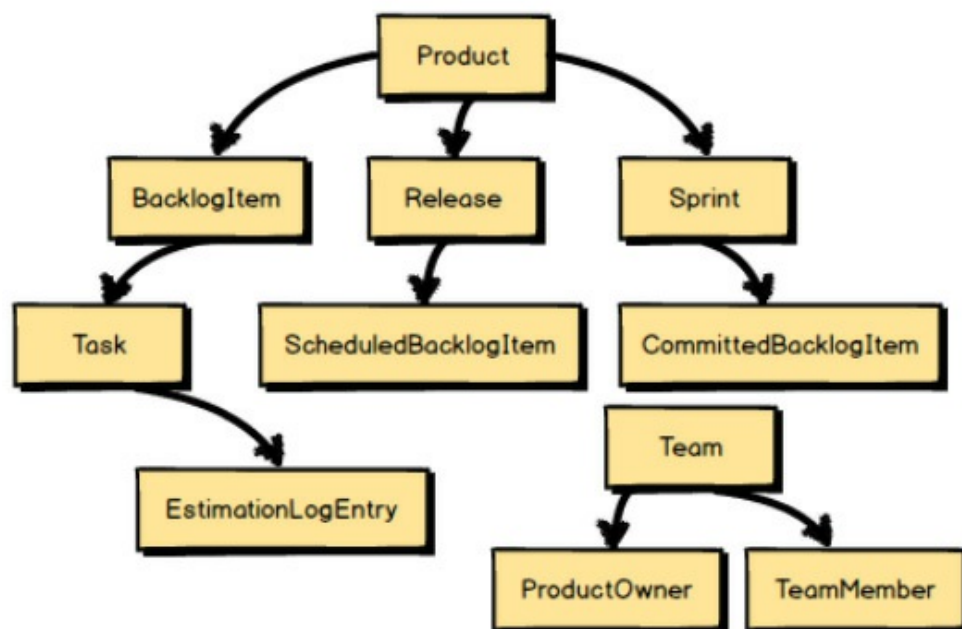 Product
BacklogItem
Release
Sprint
Task
ScheduledBacklogItem
CommittedBacklogItem
Team
EstimationLogEntry
ProductOwner
TeamMember